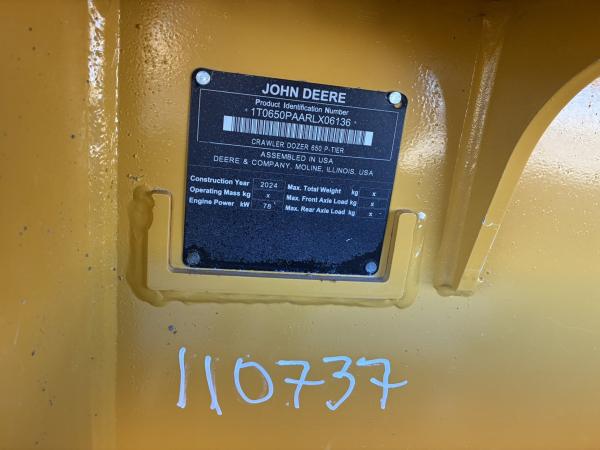 JOHN DEERE
Product Identification Number
*1T0650PAARLX06136*
CRAWLER DOZER 650 P-TIER
ASSEMBLED IN USA
DEERE & COMPANY, MOLINE, ILLINOIS, USA
Construction Year 2024 Max. Total Weight kg x
Operating Mass kg x Max. Front Axle Load kg x
Engine Power kW 78 Max. Rear Axle Load kg x
110737